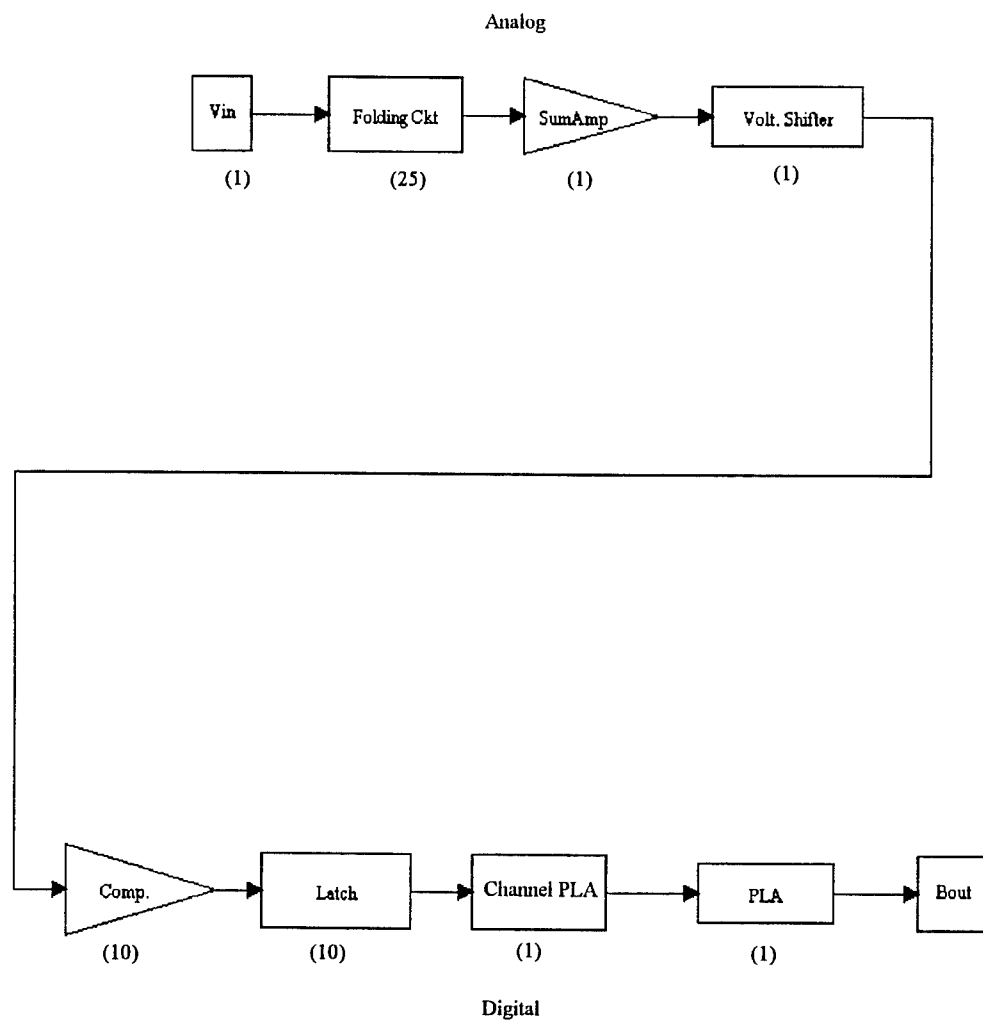 Analog
Vin
Folding Ckt
SumAmp
Volt. Shifter
(1)
(25)
(1)
(1)
Comp.
Latch
Channel PLA
PLA
Bout
(10)
(10)
(1)
(1)
Digital